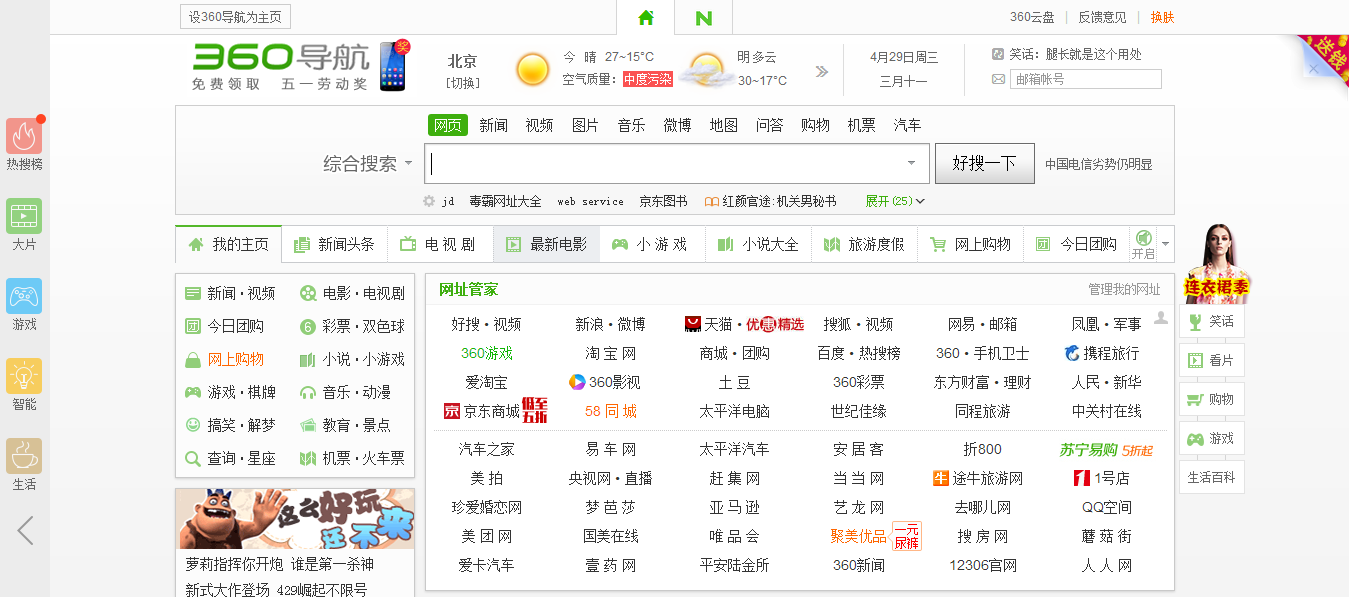 设360导航为主页
360云盘 反馈意见 换肤
360导航
免费领取 五一劳动奖
奖
北京
[切换]
今 晴 27~15°C
空气质量：中度污染
明 多云
30~17°C
4月29日周三
三月十一
笑话：腿长就是这个用处
邮箱帐号
送钱
热搜榜
大片
游戏
智能
生活
网页 新闻 视频 图片 音乐 微博 地图 问答 购物 机票 汽车
综合搜索
好搜一下
中国电信劣势仍明显
jd 毒霸网址大全 web service 京东图书 红颜官途:机关男秘书 展开(25)
我的主页 新闻头条 电 视 剧 最新电影 小 游 戏 小说大全 旅游度假 网上购物 今日团购 开启
新闻·视频 电影·电视剧
今日团购 彩票·双色球
网上购物 小说·小游戏
游戏·棋牌 音乐·动漫
搞笑·解梦 教育·景点
查询·星座 机票·火车票
这么好玩
还不来
萝莉指挥你开炮 谁是第一杀神
新式大作登场 429崛起不限号
网址管家 管理我的网址
好搜·视频 新浪·微博 天猫·优惠精选 搜狐·视频 网易·邮箱 凤凰·军事
360游戏 淘 宝 网 商城·团购 百度·热搜榜 360·手机卫士 携程旅行
爱淘宝 360影视 土 豆 360彩票 东方财富·理财 人民·新华
京 京东商城 低至五折 58 同 城 太平洋电脑 世纪佳缘 同程旅游 中关村在线
汽车之家 易 车 网 太平洋汽车 安 居 客 折800 苏宁易购 5折起
美 拍 央视网·直播 赶 集 网 当 当 网 途牛旅游网 1号店
珍爱婚恋网 梦 芭 莎 亚 马 逊 艺 龙 网 去哪儿网 QQ空间
美 团 网 国美在线 唯 品 会 聚美优品 一元尿裤 搜 房 网 蘑 菇 街
爱卡汽车 壹 药 网 平安陆金所 360新闻 12306官网 人 人 网
连衣裙季
笑话
看片
购物
游戏
生活百科